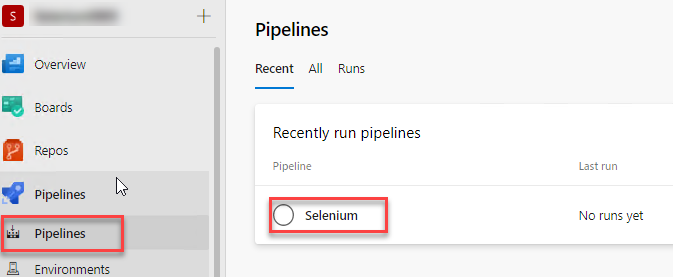 S
+
Overview
Boards
Repos
Pipelines
Pipelines
Environments
Pipelines
Recent All Runs
Recently run pipelines
Pipeline Last run
Selenium No runs yet